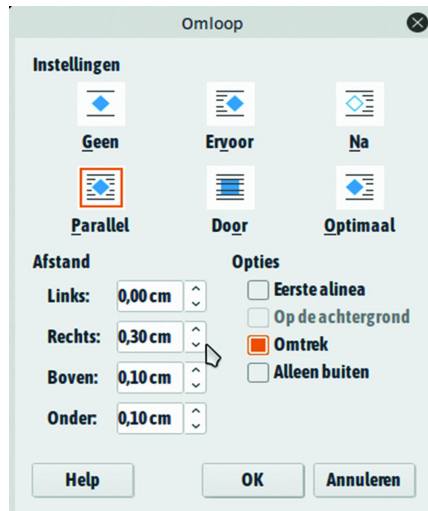 Omloop
Instellingen
Geen Ervoor Na
Parallel Door Optimaal
Afstand Opties
Links: 0,00 cm Eerste alinea
Op de achtergrond
Rechts: 0,30 cm Omtrek
Boven: 0,10 cm Alleen buiten
Onder: 0,10 cm
Help OK Annuleren